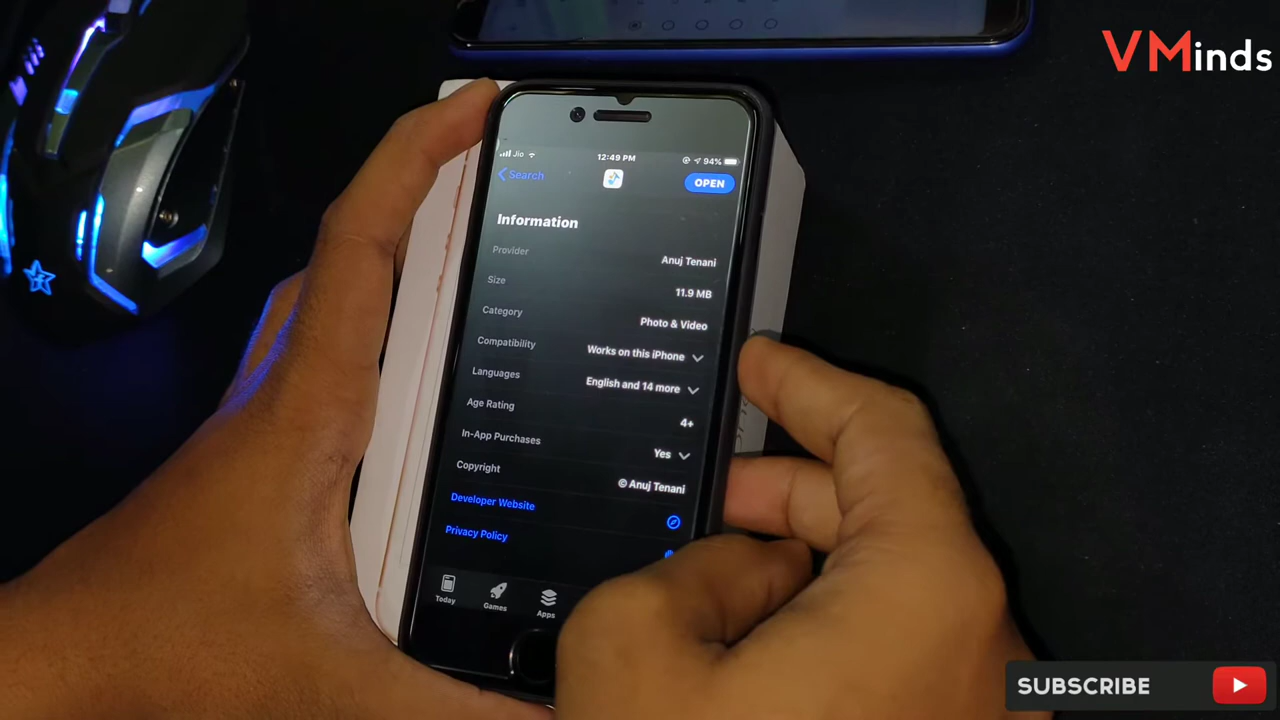 VMinds
Jio 12:49 PM 94%
Search OPEN
Information
Provider Anuj Tenani
Size 11.9 MB
Category Photo & Video
Compatibility Works on this iPhone
Languages English and 14 more
Age Rating 4+
In-App Purchases Yes
Copyright © Anuj Tenani
Developer Website
Privacy Policy
Today Games Apps
SUBSCRIBE